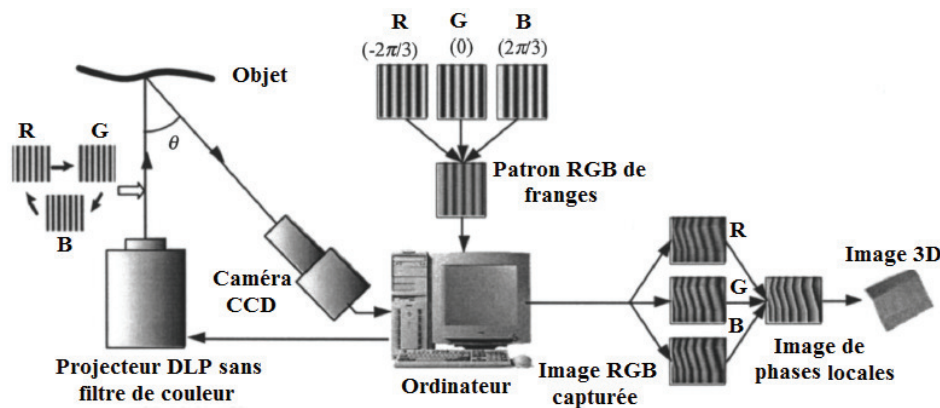 R
G
B
(-2π/3)
(0)
(2π/3)
Objet
R
G
θ
B
Patron RGB de
franges
Caméra
CCD
R
G
B
Image 3D
Projecteur DLP sans
filtre de couleur
Ordinateur
Image RGB
capturée
Image de
phases locales